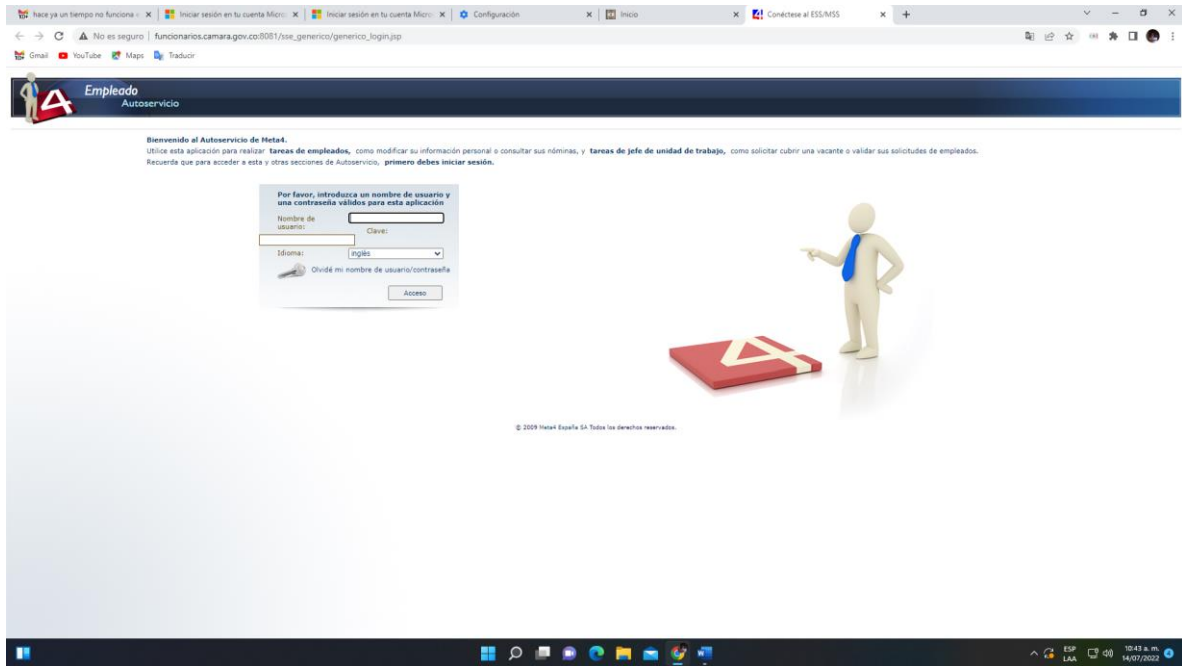 hace ya un tiempo no funciona
Iniciar sesión en tu cuenta Micro
Iniciar sesión en tu cuenta Micro
Configuración
Inicio
Conéctese al ESS/MSS
No es seguro | funcionarios.camara.gov.co:8081/sse_generico/generico_login.jsp
Gmail YouTube Maps Traducir
Empleado
Autoservicio
Bienvenido al Autoservicio de Meta4.
Utilice esta aplicación para realizar tareas de empleados, como modificar su información personal o consultar sus nóminas, y tareas de jefe de unidad de trabajo, como solicitar cubrir una vacante o validar sus solicitudes de empleados.
Recuerda que para acceder a esta y otras secciones de Autoservicio, primero debes iniciar sesión.
Por favor, introduzca un nombre de usuario y
una contraseña válidos para esta aplicación
Nombre de
usuario:
Clave:
Idioma: inglés
Olvidé mi nombre de usuario/contraseña
Acceso
4
© 2009 Meta4 España SA Todos los derechos reservados.
ESP
LAA
10:43 a. m.
14/07/2022